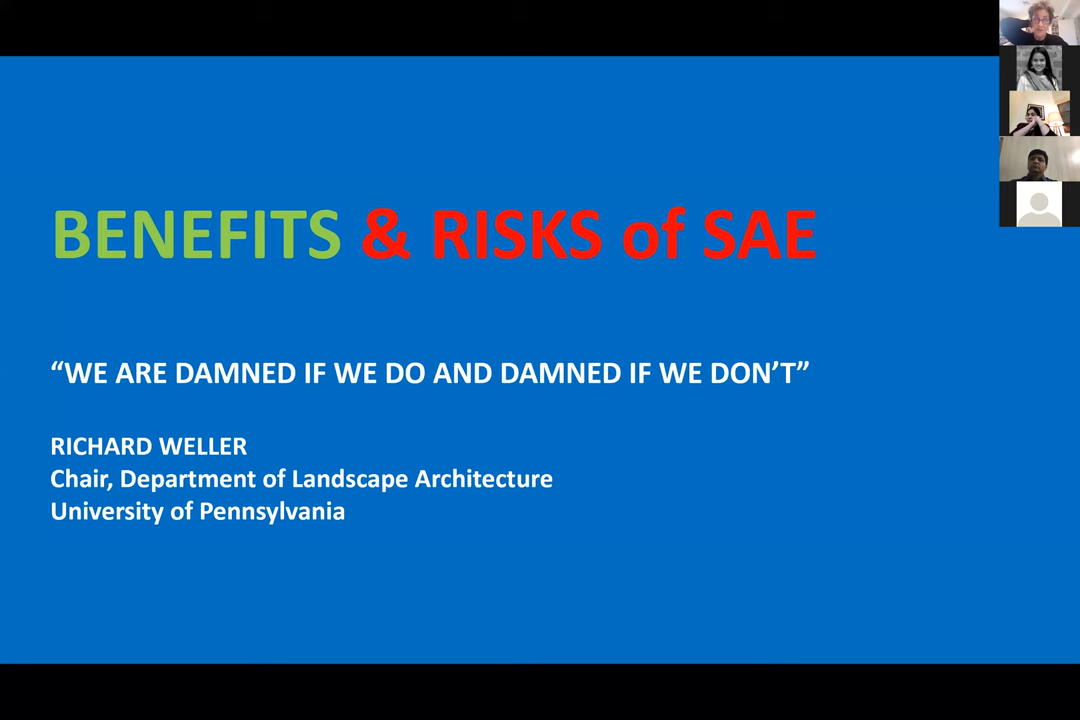 BENEFITS & RISKS of SAE
“WE ARE DAMNED IF WE DO AND DAMNED IF WE DON’T”
RICHARD WELLER
Chair, Department of Landscape Architecture
University of Pennsylvania